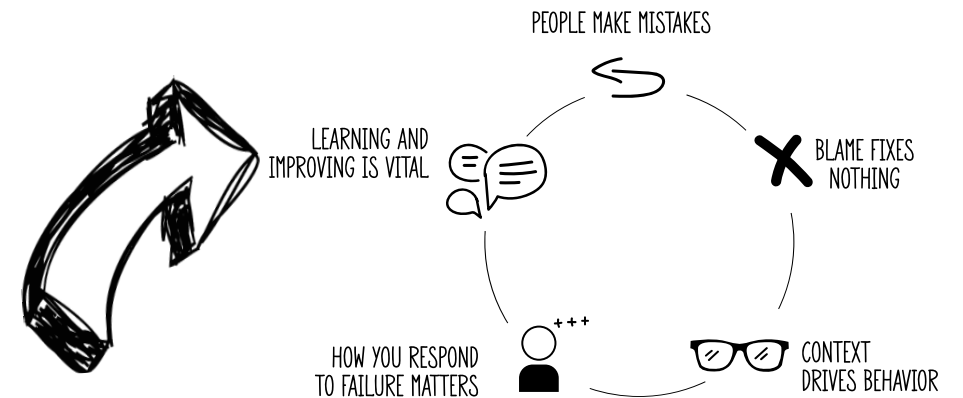 PEOPLE MAKE MISTAKES
BLAME FIXES
NOTHING
CONTEXT
DRIVES BEHAVIOR
HOW YOU RESPOND
TO FAILURE MATTERS
LEARNING AND
IMPROVING IS VITAL